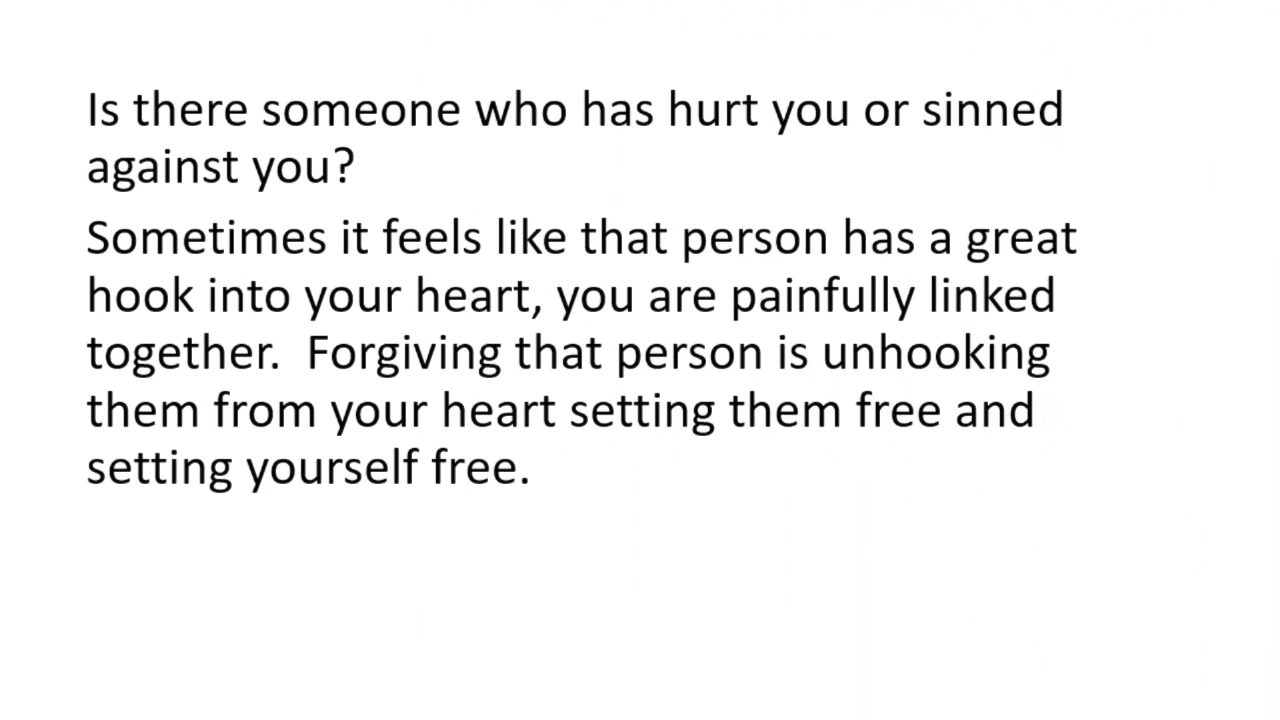 Is there someone who has hurt you or sinned
against you?
Sometimes it feels like that person has a great
hook into your heart, you are painfully linked
together.  Forgiving that person is unhooking
them from your heart setting them free and
setting yourself free.